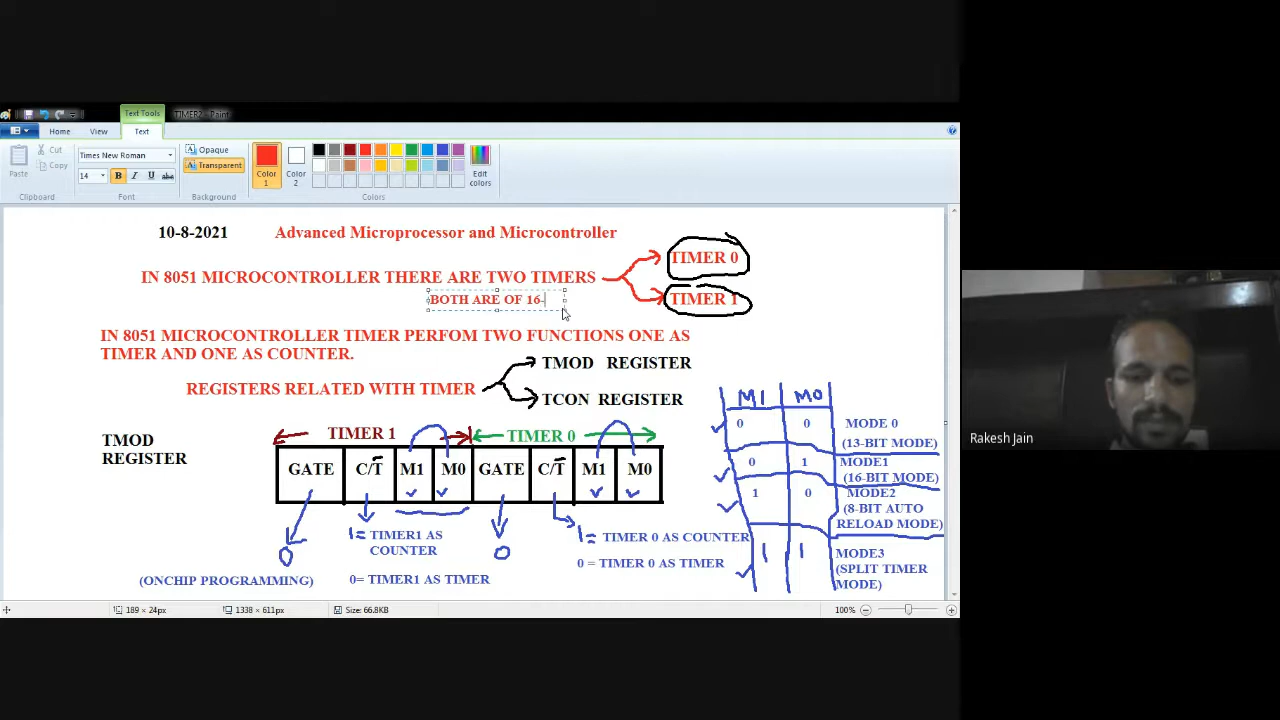 Text Tools
TIMER2 - Paint
Home
View
Text
Cut
Copy
Paste
Clipboard
Times New Roman
14
B I U abc
Font
Opaque
Transparent
Background
Color 1
Color 2
Edit colors
Colors
10-8-2021
Advanced Microprocessor and Microcontroller
IN 8051 MICROCONTROLLER THERE ARE TWO TIMERS
TIMER 0
TIMER 1
BOTH ARE OF 16-
IN 8051 MICROCONTROLLER TIMER PERFOM TWO FUNCTIONS ONE AS
TIMER AND ONE AS COUNTER.
REGISTERS RELATED WITH TIMER
TMOD REGISTER
TCON REGISTER
TMOD
REGISTER
TIMER 1
TIMER 0
GATE C/T̅ M1 M0 GATE C/T̅ M1 M0
0
1= TIMER1 AS
COUNTER
0= TIMER1 AS TIMER
0
1= TIMER 0 AS COUNTER
0 = TIMER 0 AS TIMER
(ONCHIP PROGRAMMING)
M1 M0
0 0 MODE 0
(13-BIT MODE)
0 1 MODE1
(16-BIT MODE)
1 0 MODE2
(8-BIT AUTO
RELOAD MODE)
1 1 MODE3
(SPLIT TIMER
MODE)
189 × 24px
1338 × 611px
Size: 66.8KB
100%
Rakesh Jain